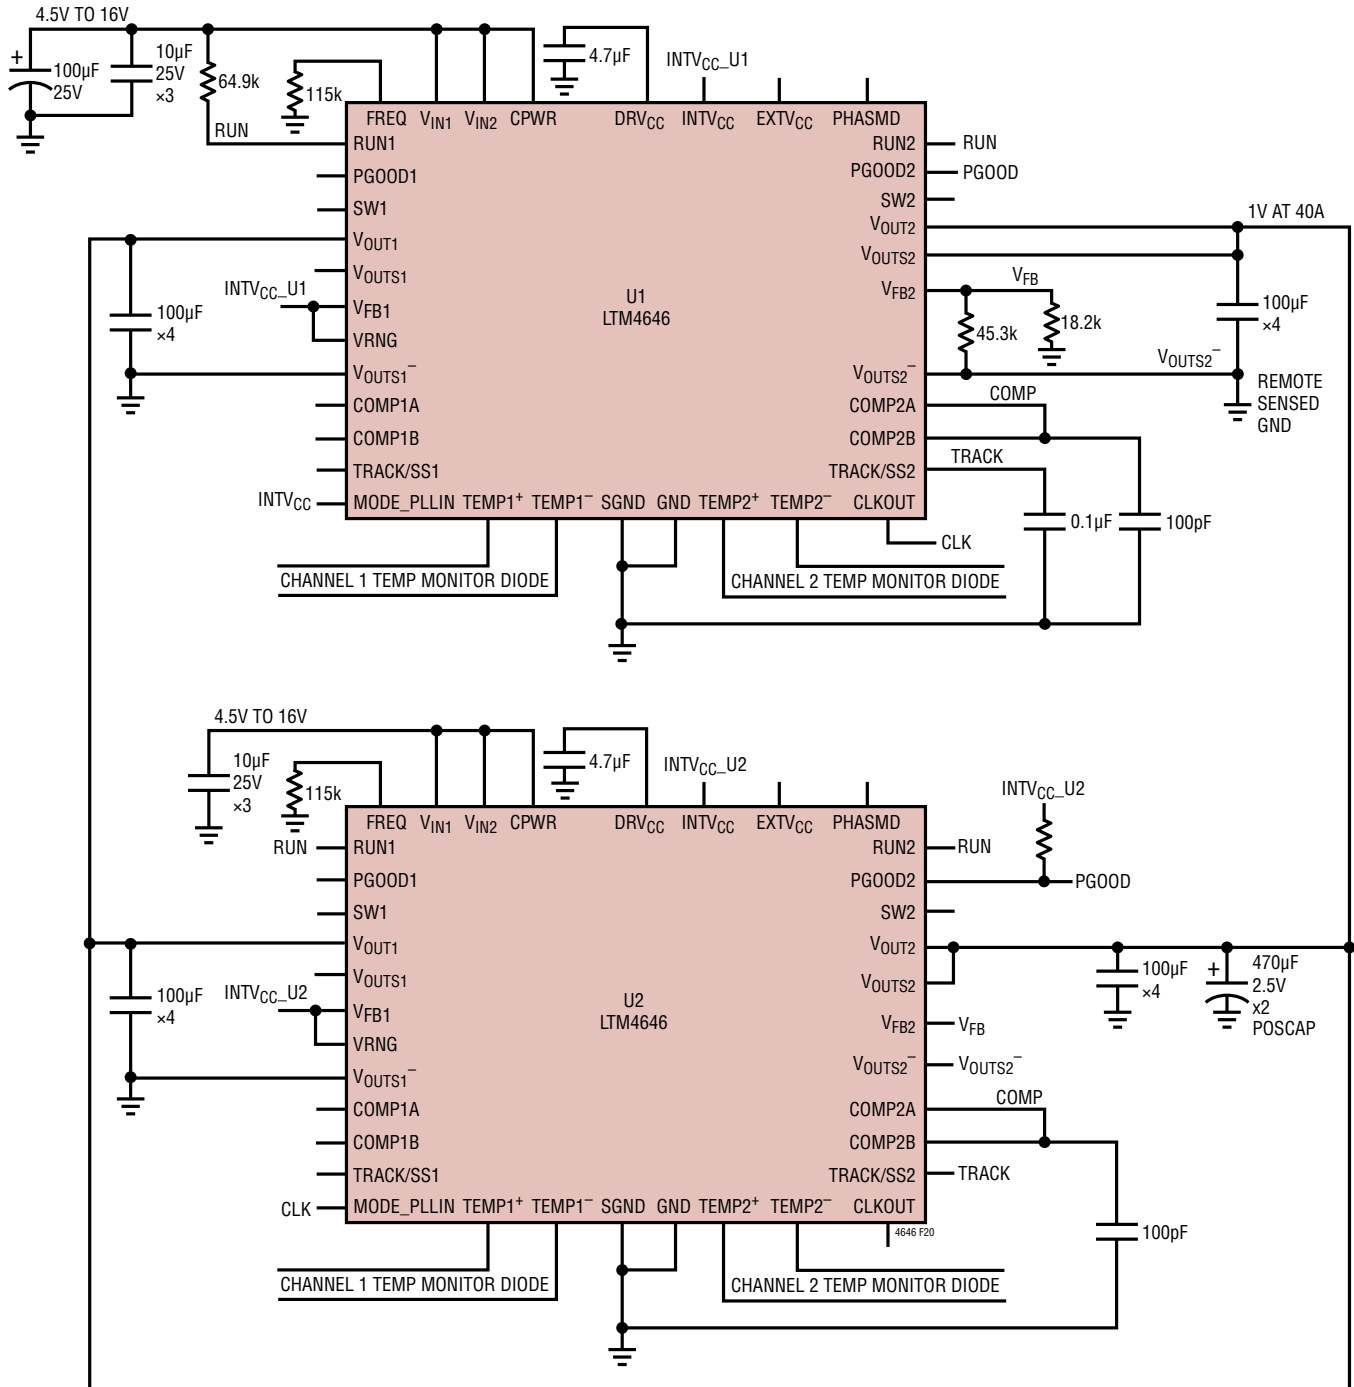 4.5V TO 16V
+
100µF
25V
10µF
25V
×3
64.9k
115k
4.7µF
INTVCC_U1
RUN
FREQ VIN1 VIN2 CPWR DRVCC INTVCC EXTVCC PHASMD
RUN1
PGOOD1
SW1
VOUT1
VOUTS1
INTVCC_U1
VFB1
VRNG
VOUTS1–
COMP1A
COMP1B
TRACK/SS1
INTVCC
MODE_PLLIN TEMP1+ TEMP1– SGND GND TEMP2+ TEMP2– CLKOUT
100µF
×4
U1
LTM4646
RUN2
RUN
PGOOD2
PGOOD
SW2
VOUT2
1V AT 40A
VOUTS2
VFB2
VFB
45.3k
18.2k
100µF
×4
VOUTS2–
VOUTS2–
REMOTE
SENSED
GND
COMP2A
COMP
COMP2B
TRACK/SS2
TRACK
0.1µF
100pF
CLK
CHANNEL 1 TEMP MONITOR DIODE
CHANNEL 2 TEMP MONITOR DIODE
4.5V TO 16V
10µF
25V
×3
115k
4.7µF
INTVCC_U2
INTVCC_U2
FREQ VIN1 VIN2 CPWR DRVCC INTVCC EXTVCC PHASMD
RUN
RUN1
PGOOD1
SW1
VOUT1
VOUTS1
INTVCC_U2
VFB1
VRNG
VOUTS1–
COMP1A
COMP1B
TRACK/SS1
CLK
MODE_PLLIN TEMP1+ TEMP1– SGND GND TEMP2+ TEMP2– CLKOUT
100µF
×4
U2
LTM4646
RUN2
RUN
PGOOD2
PGOOD
SW2
VOUT2
VOUTS2
100µF
×4
+
470µF
2.5V
x2
POSCAP
VFB2
VFB
VOUTS2–
VOUTS2–
COMP2A
COMP
COMP2B
TRACK/SS2
TRACK
4646 F20
100pF
CHANNEL 1 TEMP MONITOR DIODE
CHANNEL 2 TEMP MONITOR DIODE